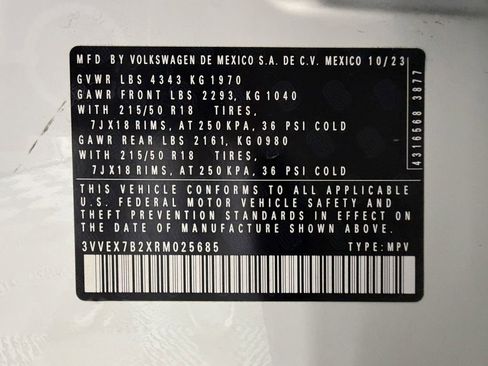 MFD BY VOLKSWAGEN DE MEXICO S.A. DE C.V. MEXICO 10/23
GVWR LBS 4343 KG 1970
GAWR FRONT LBS 2293, KG 1040
WITH 215/50 R18 TIRES,
7JX18 RIMS, AT 250 KPA, 36 PSI COLD
GAWR REAR LBS 2161, KG 0980
WITH 215/50 R18 TIRES,
7JX18 RIMS, AT 250 KPA, 36 PSI COLD
THIS VEHICLE CONFORMS TO ALL APPLICABLE
U.S. FEDERAL MOTOR VEHICLE SAFETY AND
THEFT PREVENTION STANDARDS IN EFFECT ON
THE DATE OF MANUFACTURE SHOWN ABOVE.
3VVEX7B2XRM025685 TYPE: MPV
4316568 3877